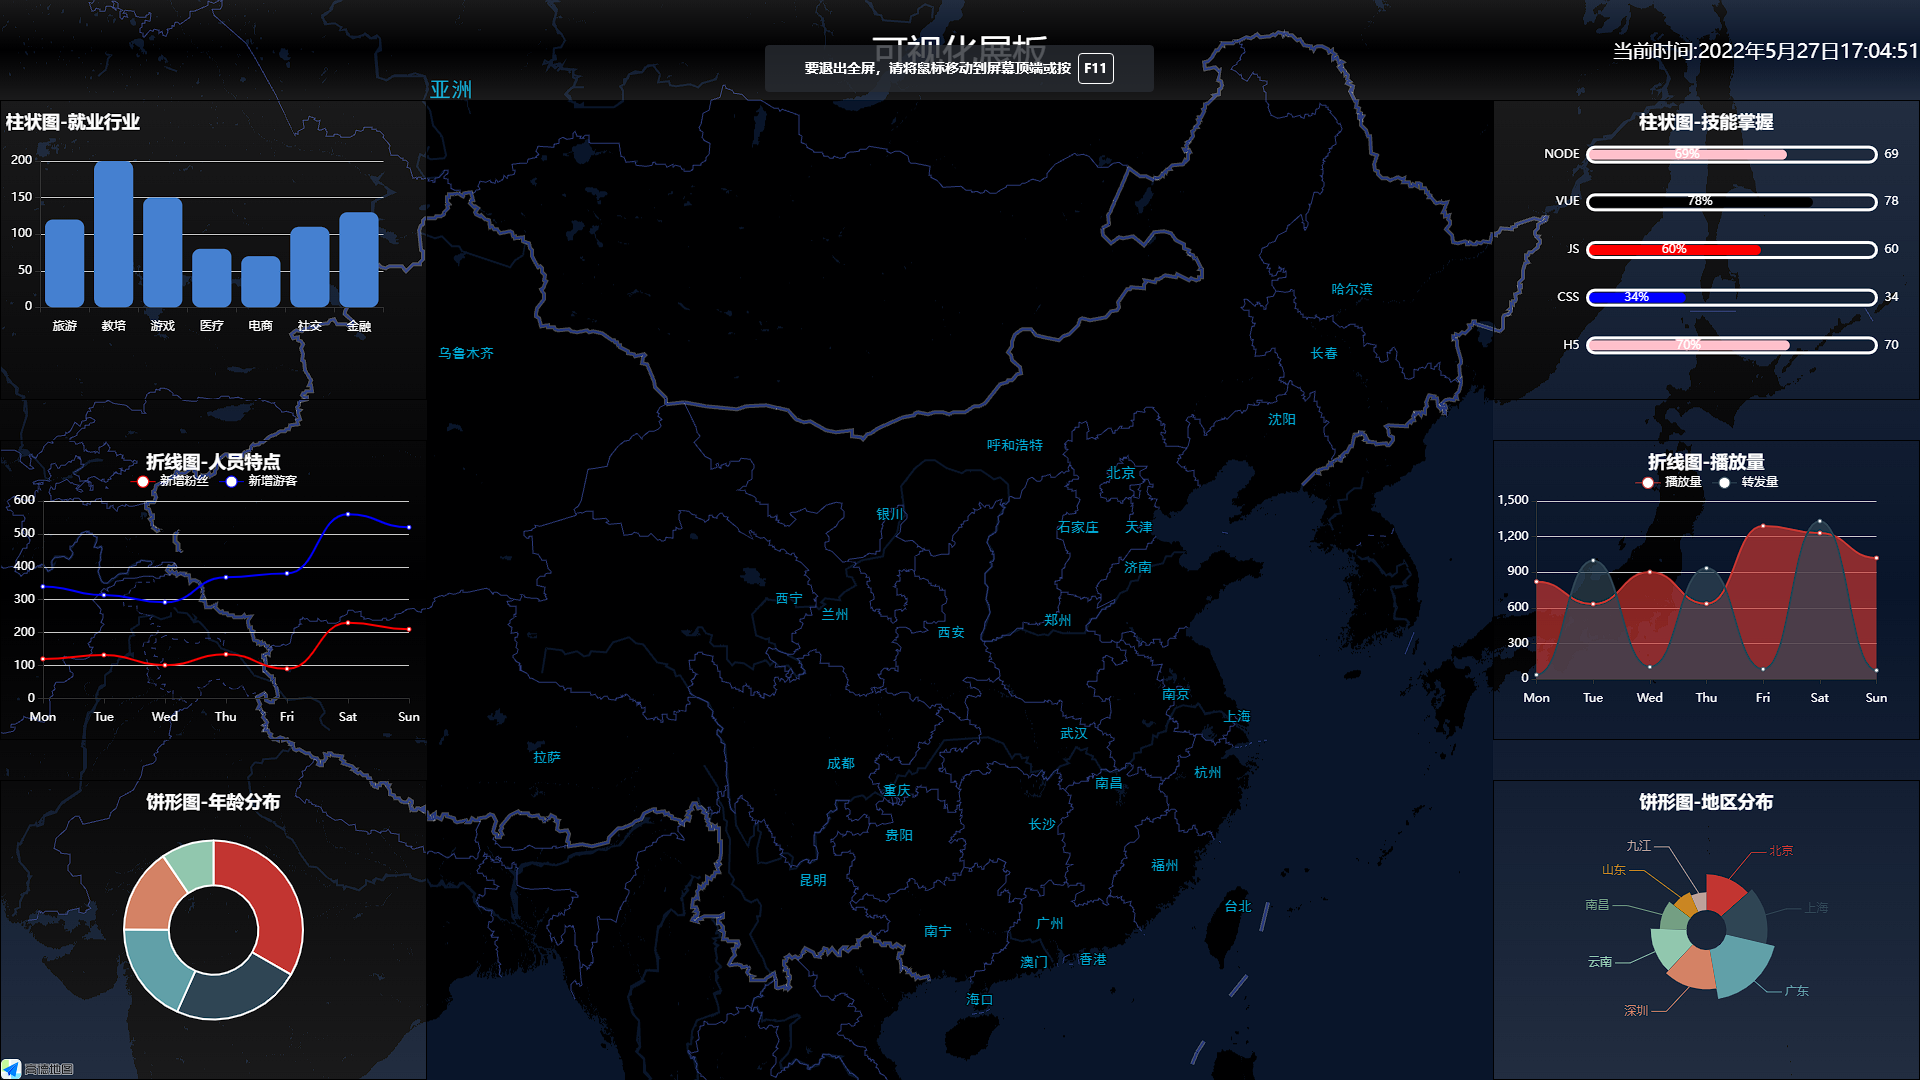 可视化展板
要退出全屏，请将鼠标移动到屏幕顶端或按 F11
当前时间:2022年5月27日17:04:51
亚洲
柱状图-就业行业
200
150
100
50
0
旅游 教培 游戏 医疗 电商 社交 金融
折线图-人员特点
新增粉丝 新增游客
600
500
400
300
200
100
0
Mon Tue Wed Thu Fri Sat Sun
饼形图-年龄分布
高德地图
哈尔滨
乌鲁木齐
长春
沈阳
呼和浩特
北京
银川
石家庄 天津
济南
西宁
兰州
郑州
西安
南京
上海
武汉
拉萨
成都
杭州
南昌
重庆
长沙
贵阳
福州
昆明
台北
广州
南宁
澳门 香港
海口
柱状图-技能掌握
NODE 69% 69
VUE 78% 78
JS 60% 60
CSS 34% 34
H5 70% 70
折线图-播放量
播放量 转发量
1,500
1,200
900
600
300
0
Mon Tue Wed Thu Fri Sat Sun
饼形图-地区分布
九江
北京
山东
南昌
上海
云南
广东
深圳